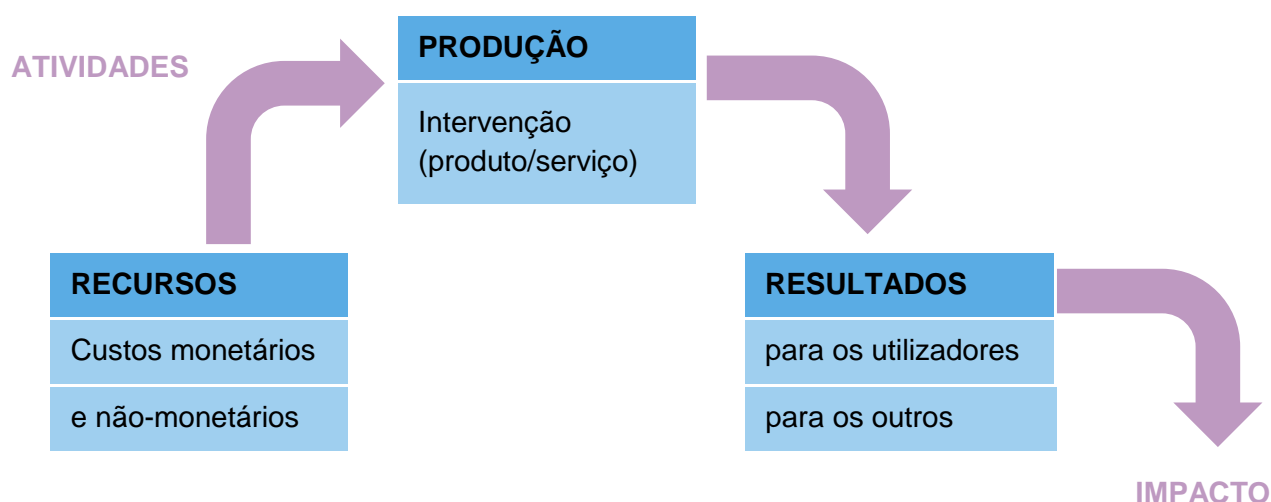 ATIVIDADES
PRODUÇÃO
Intervenção
(produto/serviço)
RECURSOS
Custos monetários
e não-monetários
RESULTADOS
para os utilizadores
para os outros
IMPACTO